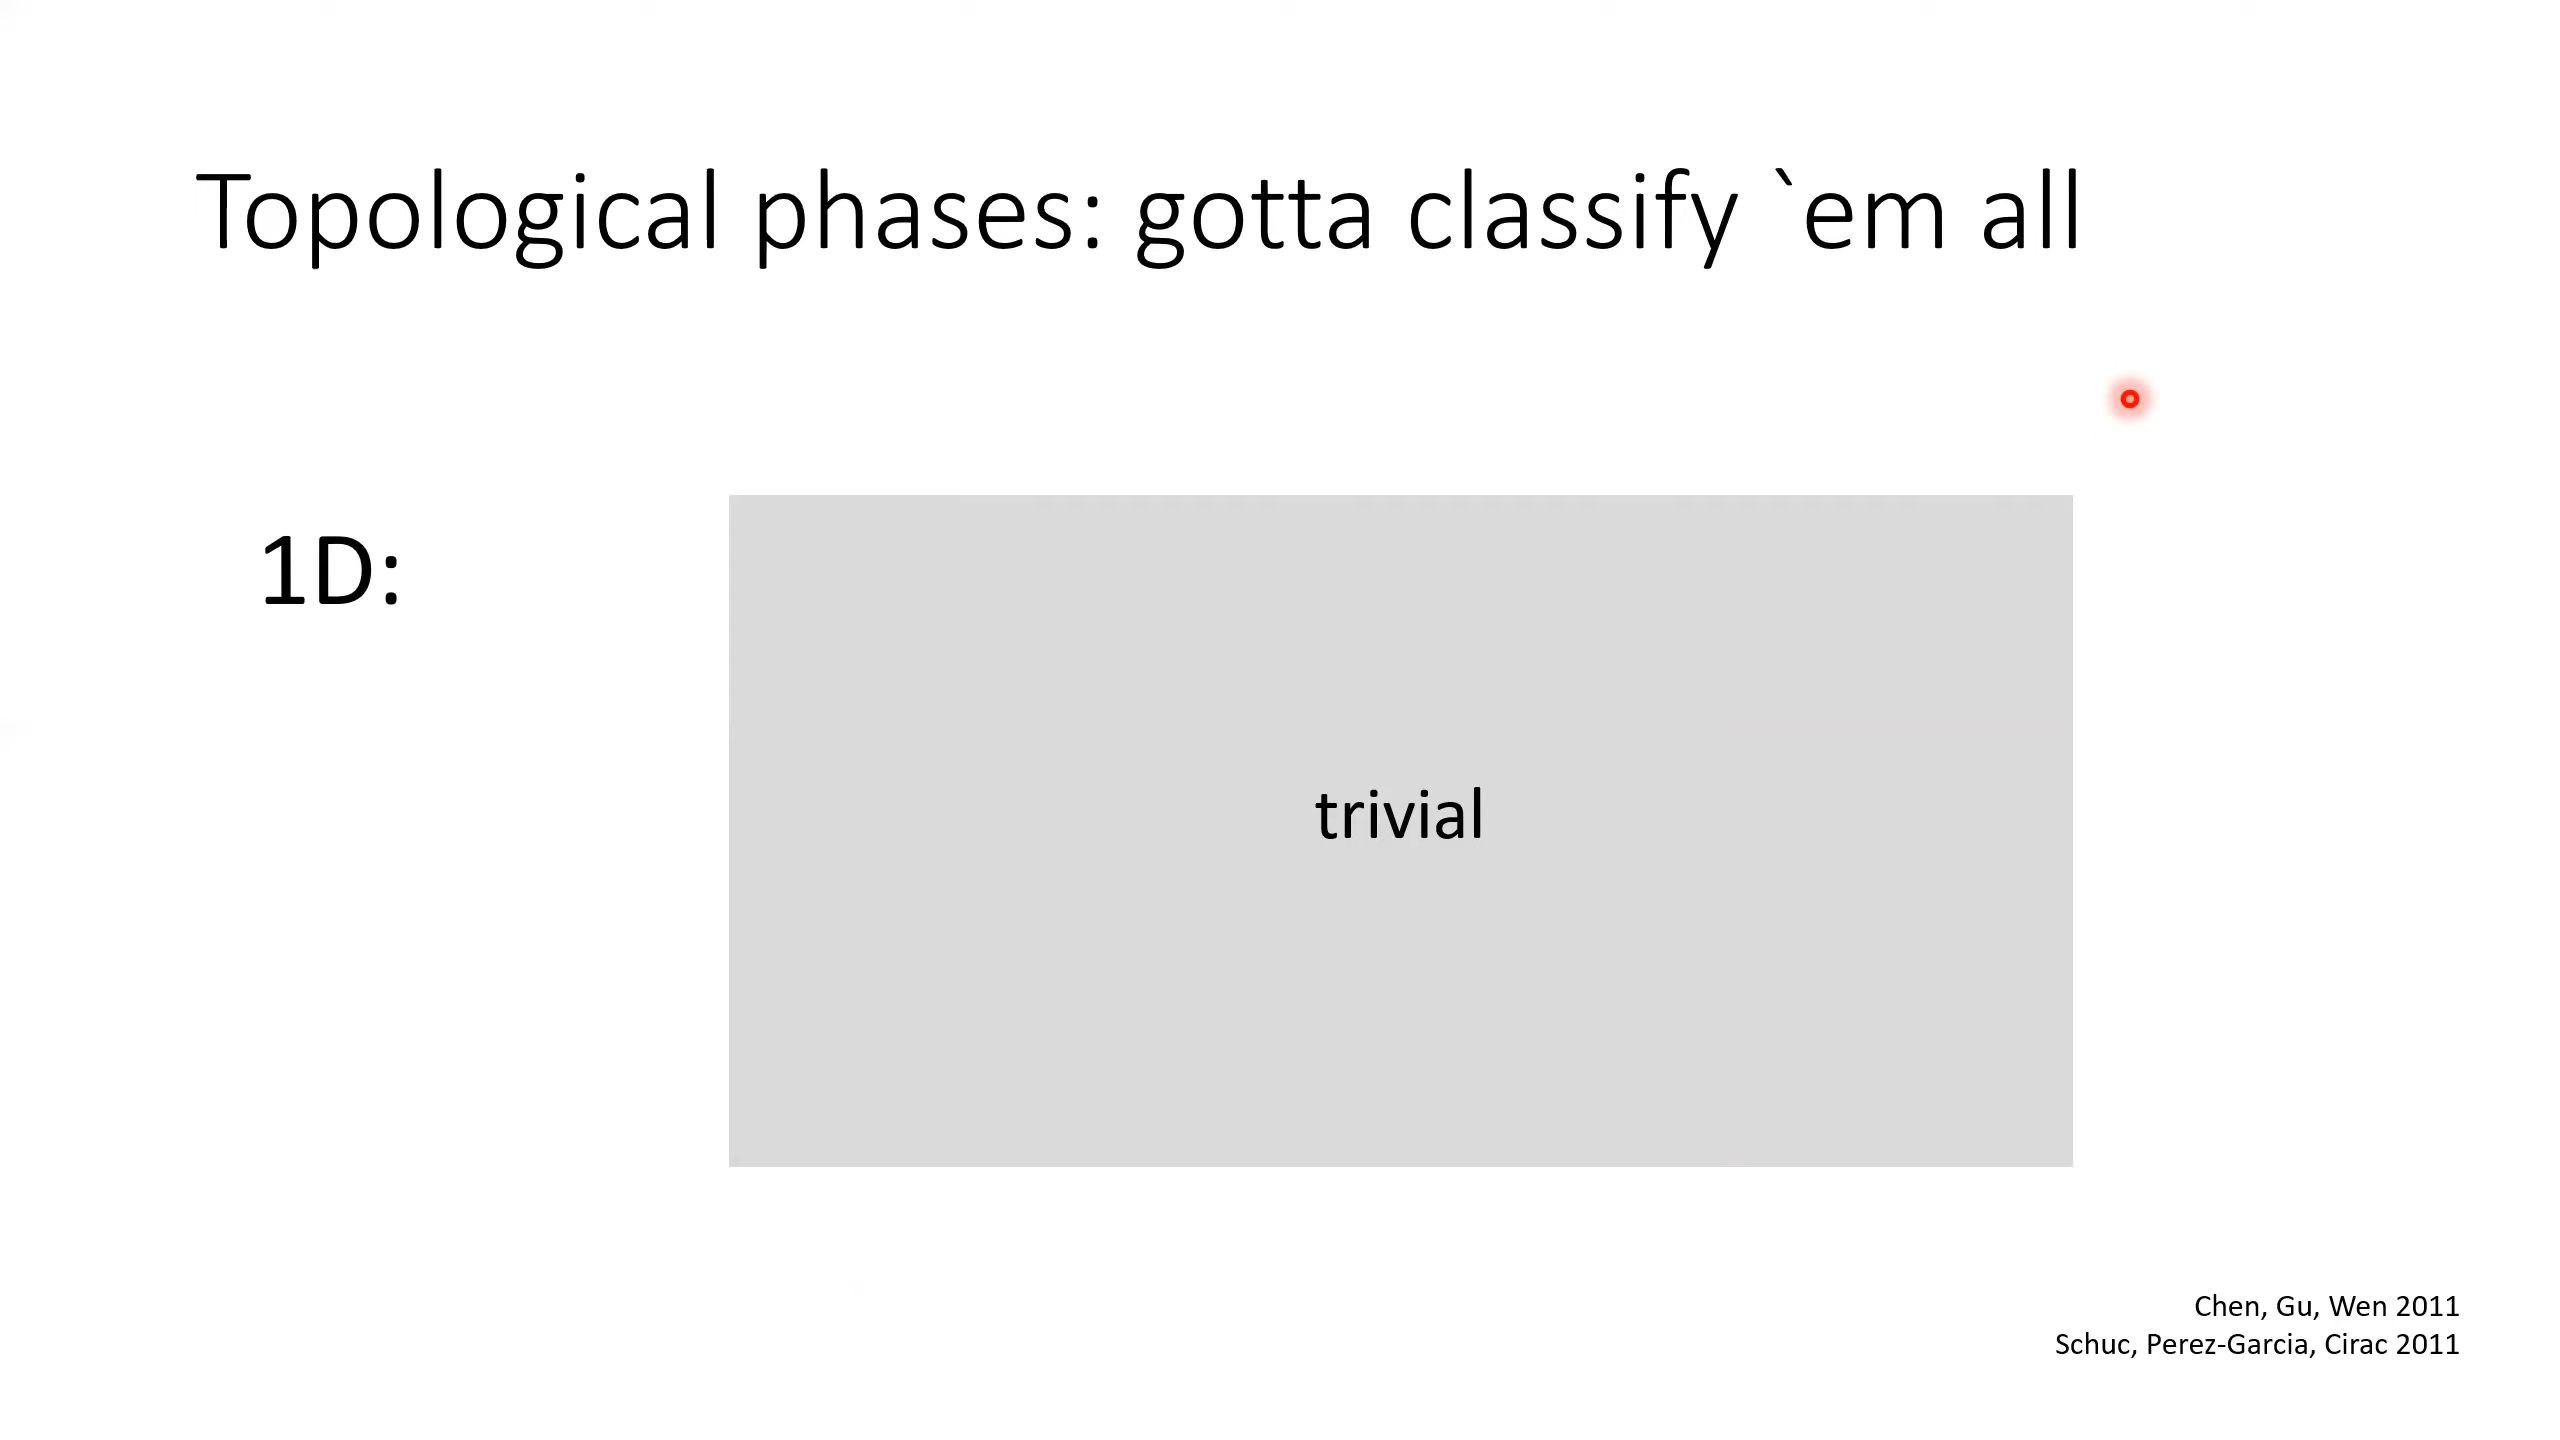 Topological phases: gotta classify `em all
1D:
trivial
Chen, Gu, Wen 2011
Schuc, Perez-Garcia, Cirac 2011